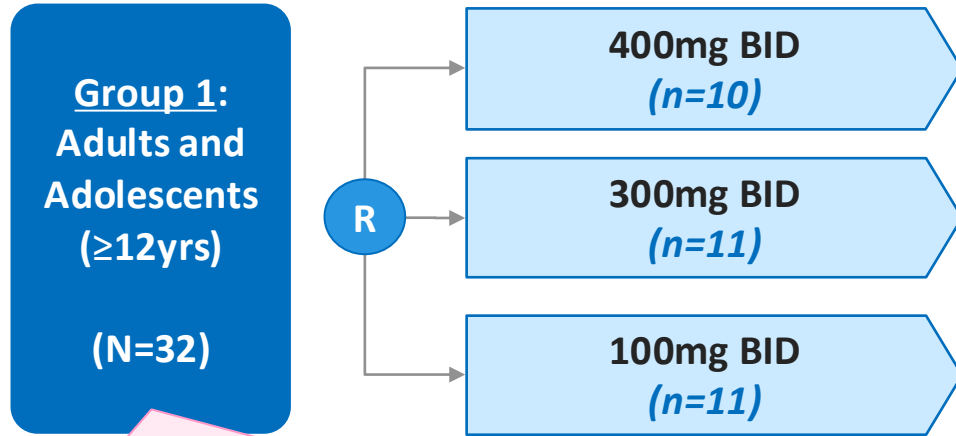 Group 1:
Adults and
Adolescents
(≥12yrs)
(N=32)
R
400mg BID
(n=10)
300mg BID
(n=11)
100mg BID
(n=11)